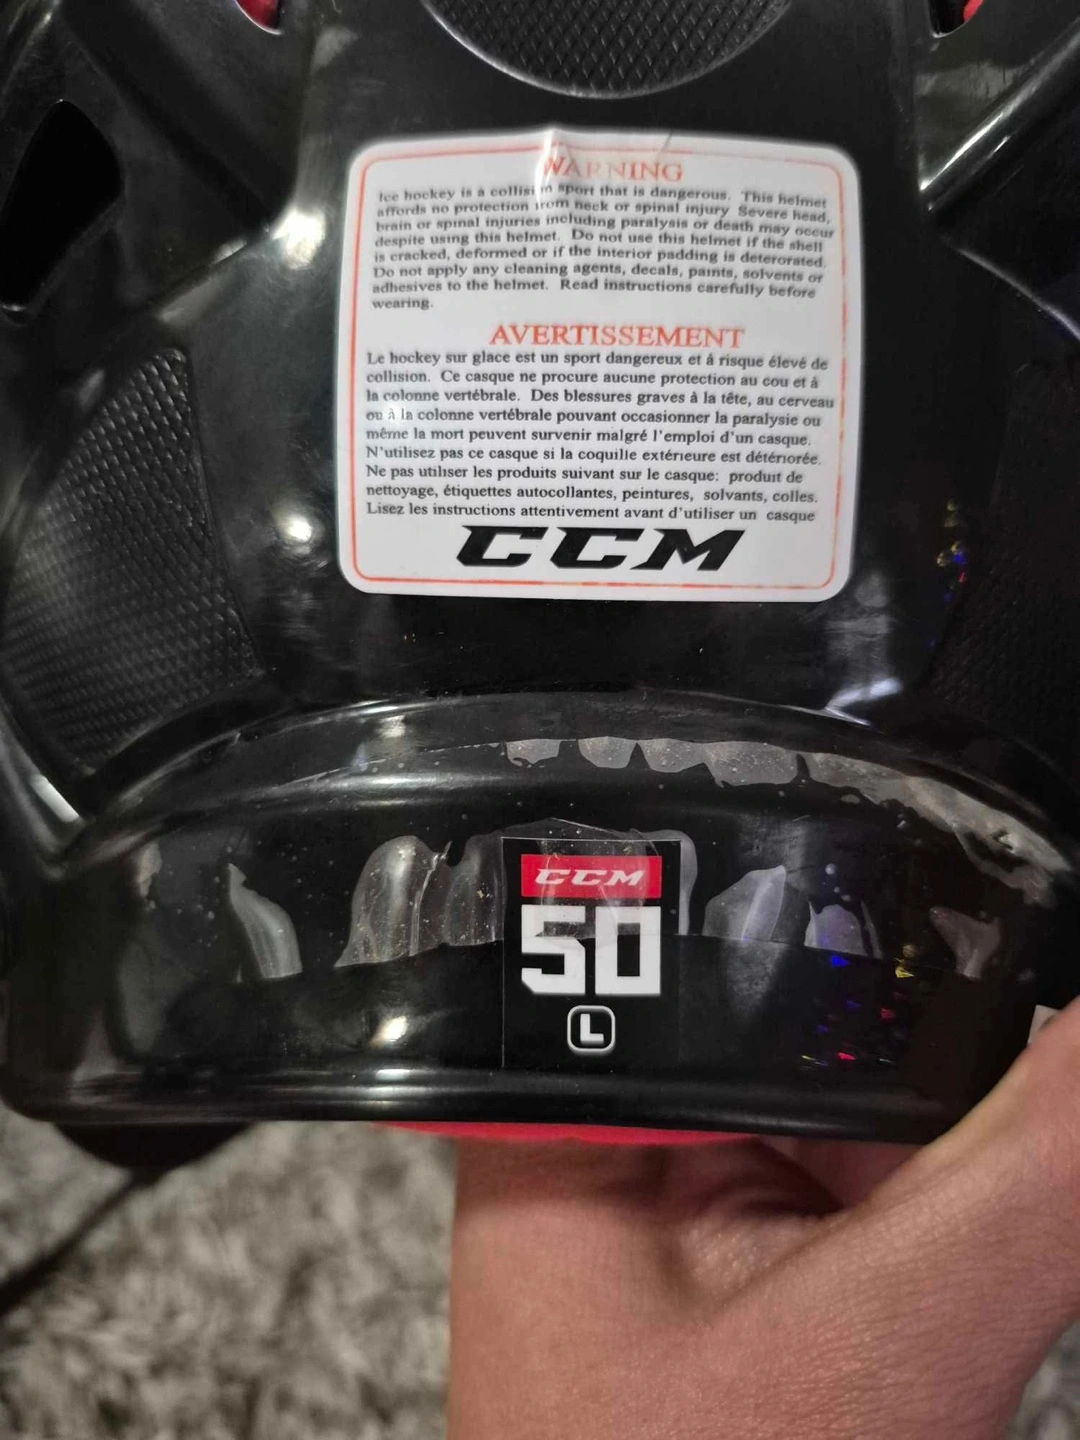 WARNING
Ice hockey is a collision sport that is dangerous. This helmet
affords no protection from neck or spinal injury Severe head,
brain or spinal injuries including paralysis or death may occur
despite using this helmet. Do not use this helmet if the shell
is cracked, deformed or if the interior padding is deterorated.
Do not apply any cleaning agents, decals, paints, solvents or
adhesives to the helmet. Read instructions carefully before
wearing.
AVERTISSEMENT
Le hockey sur glace est un sport dangereux et à risque élevé de
collision. Ce casque ne procure aucune protection au cou et à
la colonne vertébrale. Des blessures graves à la tête, au cerveau
ou à la colonne vertébrale pouvant occasionner la paralysie ou
même la mort peuvent survenir malgré l'emploi d'un casque.
N'utilisez pas ce casque si la coquille extérieure est détériorée.
Ne pas utiliser les produits suivant sur le casque: produit de
nettoyage, étiquettes autocollantes, peintures, solvants, colles.
Lisez les instructions attentivement avant d'utiliser un casque
CCM
CCM
50
L